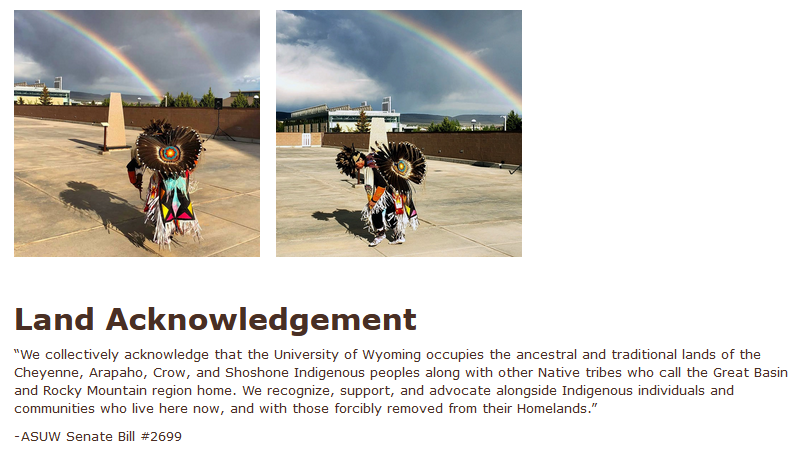 Land Acknowledgement
“We collectively acknowledge that the University of Wyoming occupies the ancestral and traditional lands of the
Cheyenne, Arapaho, Crow, and Shoshone Indigenous peoples along with other Native tribes who call the Great Basin
and Rocky Mountain region home. We recognize, support, and advocate alongside Indigenous individuals and
communities who live here now, and with those forcibly removed from their Homelands.”
-ASUW Senate Bill #2699